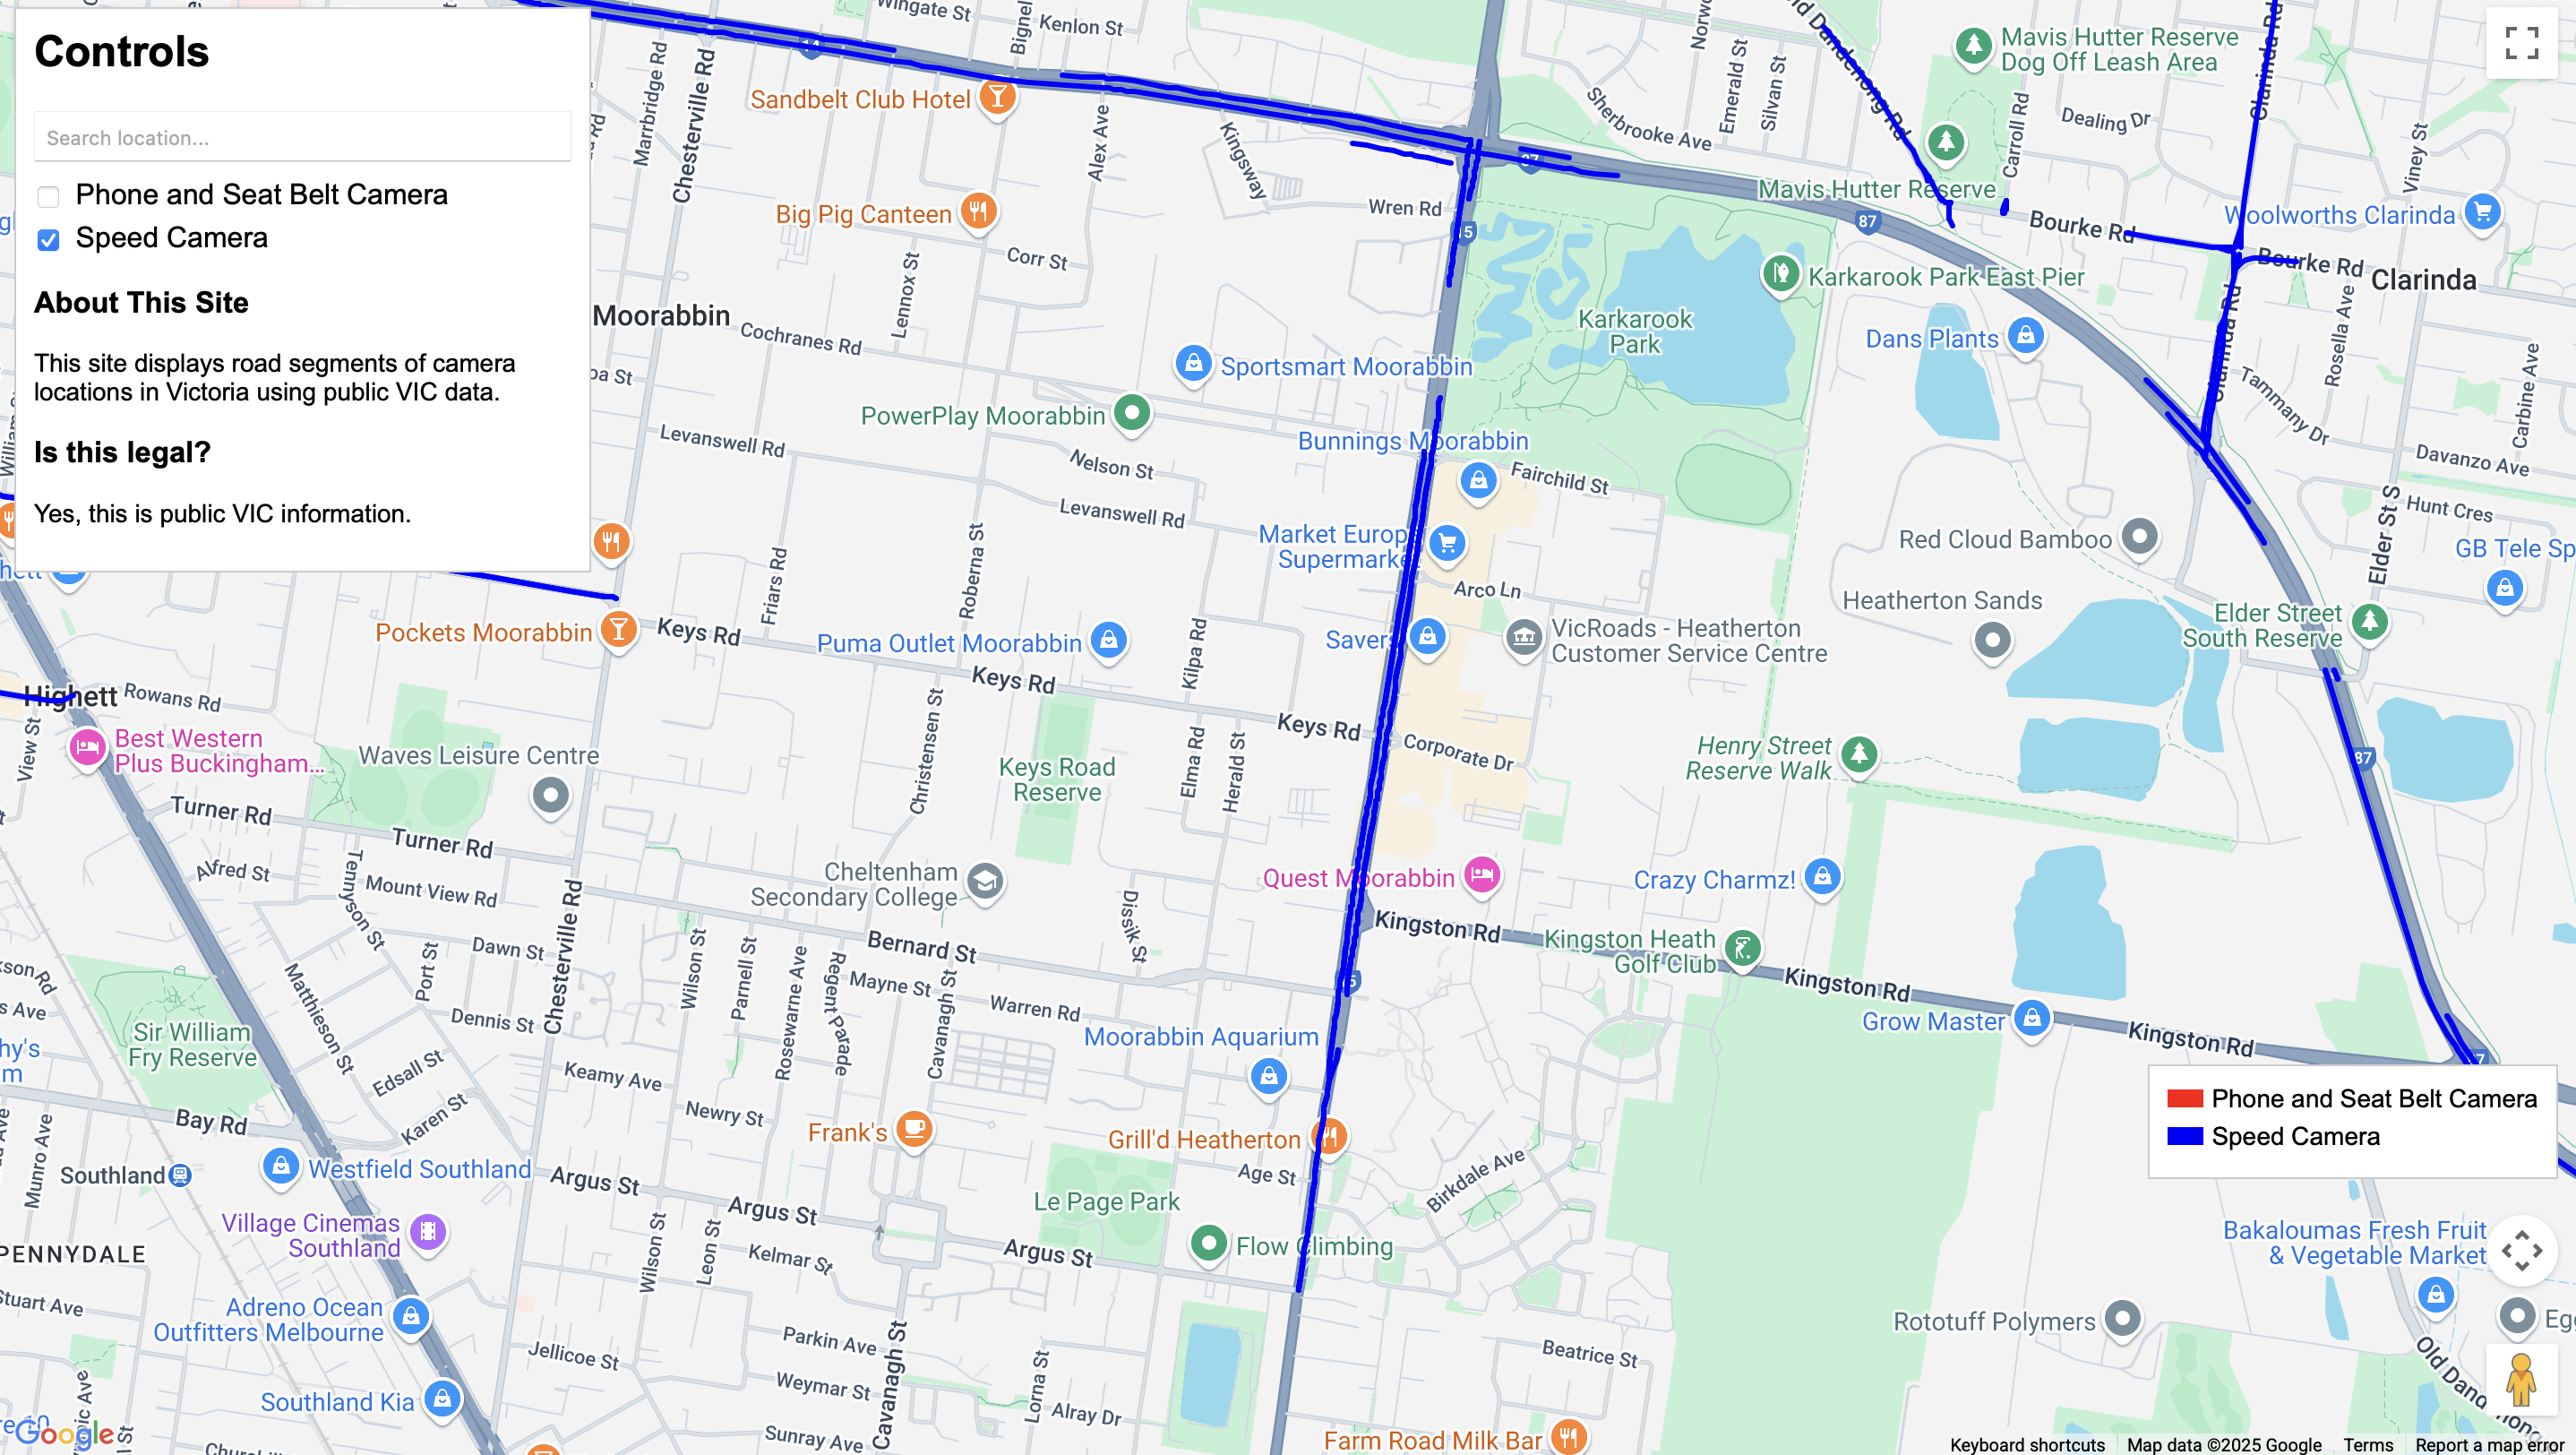 Controls
Search location...
Phone and Seat Belt Camera
Speed Camera
About This Site
This site displays road segments of camera
locations in Victoria using public VIC data.
Is this legal?
Yes, this is public VIC information.
Wingate St
Kenlon St
Marrbridge Rd
Chesterville Rd
Sandbelt Club Hotel
Alex Ave
Kingsway
Wren Rd
Big Pig Canteen
Corr St
Lennox St
Moorabbin
Cochranes Rd
Sportsmart Moorabbin
PowerPlay Moorabbin
Levanswell Rd
Nelson St
Levanswell Rd
Bunnings Moorabbin
Fairchild St
Market Europ
Supermarke
Arco Ln
Savers
VicRoads - Heatherton
Customer Service Centre
Sherbrooke Ave
Emerald St
Silvan St
Old Dandenong Rd
Mavis Hutter Reserve
Dog Off Leash Area
Mavis Hutter Reserve
Carroll Rd
Dealing Dr
Clarinda Rd
Viney St
Woolworths Clarinda
Bourke Rd
Bourke Rd
Clarinda
87
87
Karkarook Park East Pier
Karkarook
Park
Dans Plants
Clarinda Rd
Rosella Ave
Tammany Dr
Carbine Ave
Davanzo Ave
Hunt Cres
Elder St S
GB Tele Sp
Red Cloud Bamboo
Heatherton Sands
Elder Street
South Reserve
87
Pockets Moorabbin
Keys Rd
Friars Rd
Roberna St
Puma Outlet Moorabbin
Kilpa Rd
Keys Rd
Keys Rd
Corporate Dr
Highett
Rowans Rd
View St
Best Western
Plus Buckingham...
Waves Leisure Centre
Christensen St
Keys Road
Reserve
Elma Rd
Herald St
Henry Street
Reserve Walk
Turner Rd
Turner Rd
Alfred St
Tennyson St
Mount View Rd
Cheltenham
Secondary College
Quest Moorabbin
Crazy Charmz!
Dissik St
Kingston Rd
Kingston Heath
Golf Club
Kingston Rd
Grow Master
Kingston Rd
Bernard St
Dawn St
Port St
Chesterville Rd
Wilson St
Parnell St
Rosewarne Ave
Regent Parade
Mayne St
Cavanagh St
Warren Rd
Matthieson St
Dennis St
Sir William
Fry Reserve
Moorabbin Aquarium
Edsall St
Keamy Ave
Karen St
Newry St
Bay Rd
Munro Ave
Frank's
Grill'd Heatherton
Age St
Birkdale Ave
Southland
Westfield Southland
Argus St
Argus St
Argus St
Le Page Park
Flow Climbing
Village Cinemas
Southland
Wilson St
Leon St
Kelmar St
PENNYDALE
Stuart Ave
Adreno Ocean
Outfitters Melbourne
Jellicoe St
Parkin Ave
Cavanagh St
Weymar St
Lorna St
Alray Dr
Sunray Ave
Southland Kia
Beatrice St
Farm Road Milk Bar
Rototuff Polymers
Bakaloumas Fresh Fruit
& Vegetable Market
Phone and Seat Belt Camera
Speed Camera
Google
Keyboard shortcuts
Map data ©2025 Google
Terms
Report a map error